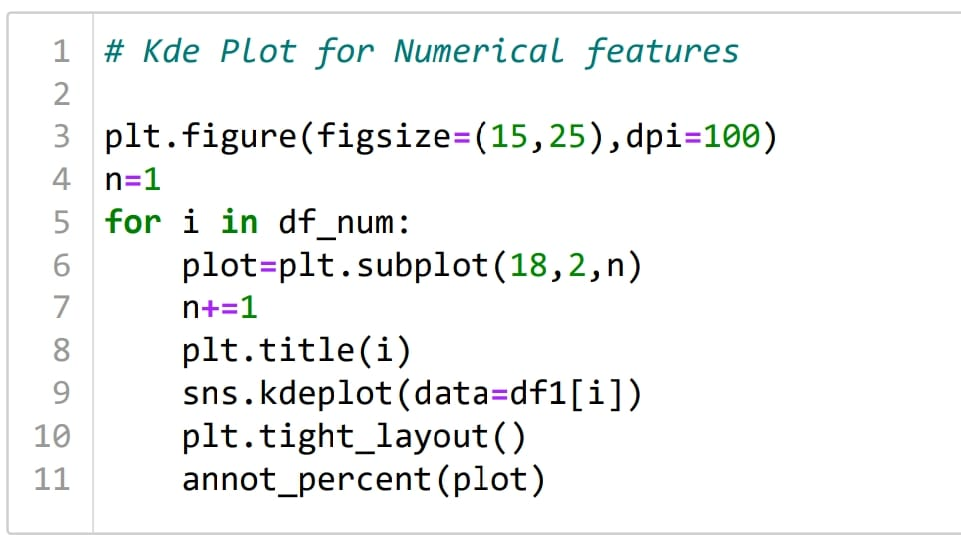 1 # Kde Plot for Numerical features
2
3 plt.figure(figsize=(15,25),dpi=100)
4 n=1
5 for i in df_num:
6     plot=plt.subplot(18,2,n)
7     n+=1
8     plt.title(i)
9     sns.kdeplot(data=df1[i])
10     plt.tight_layout()
11     annot_percent(plot)